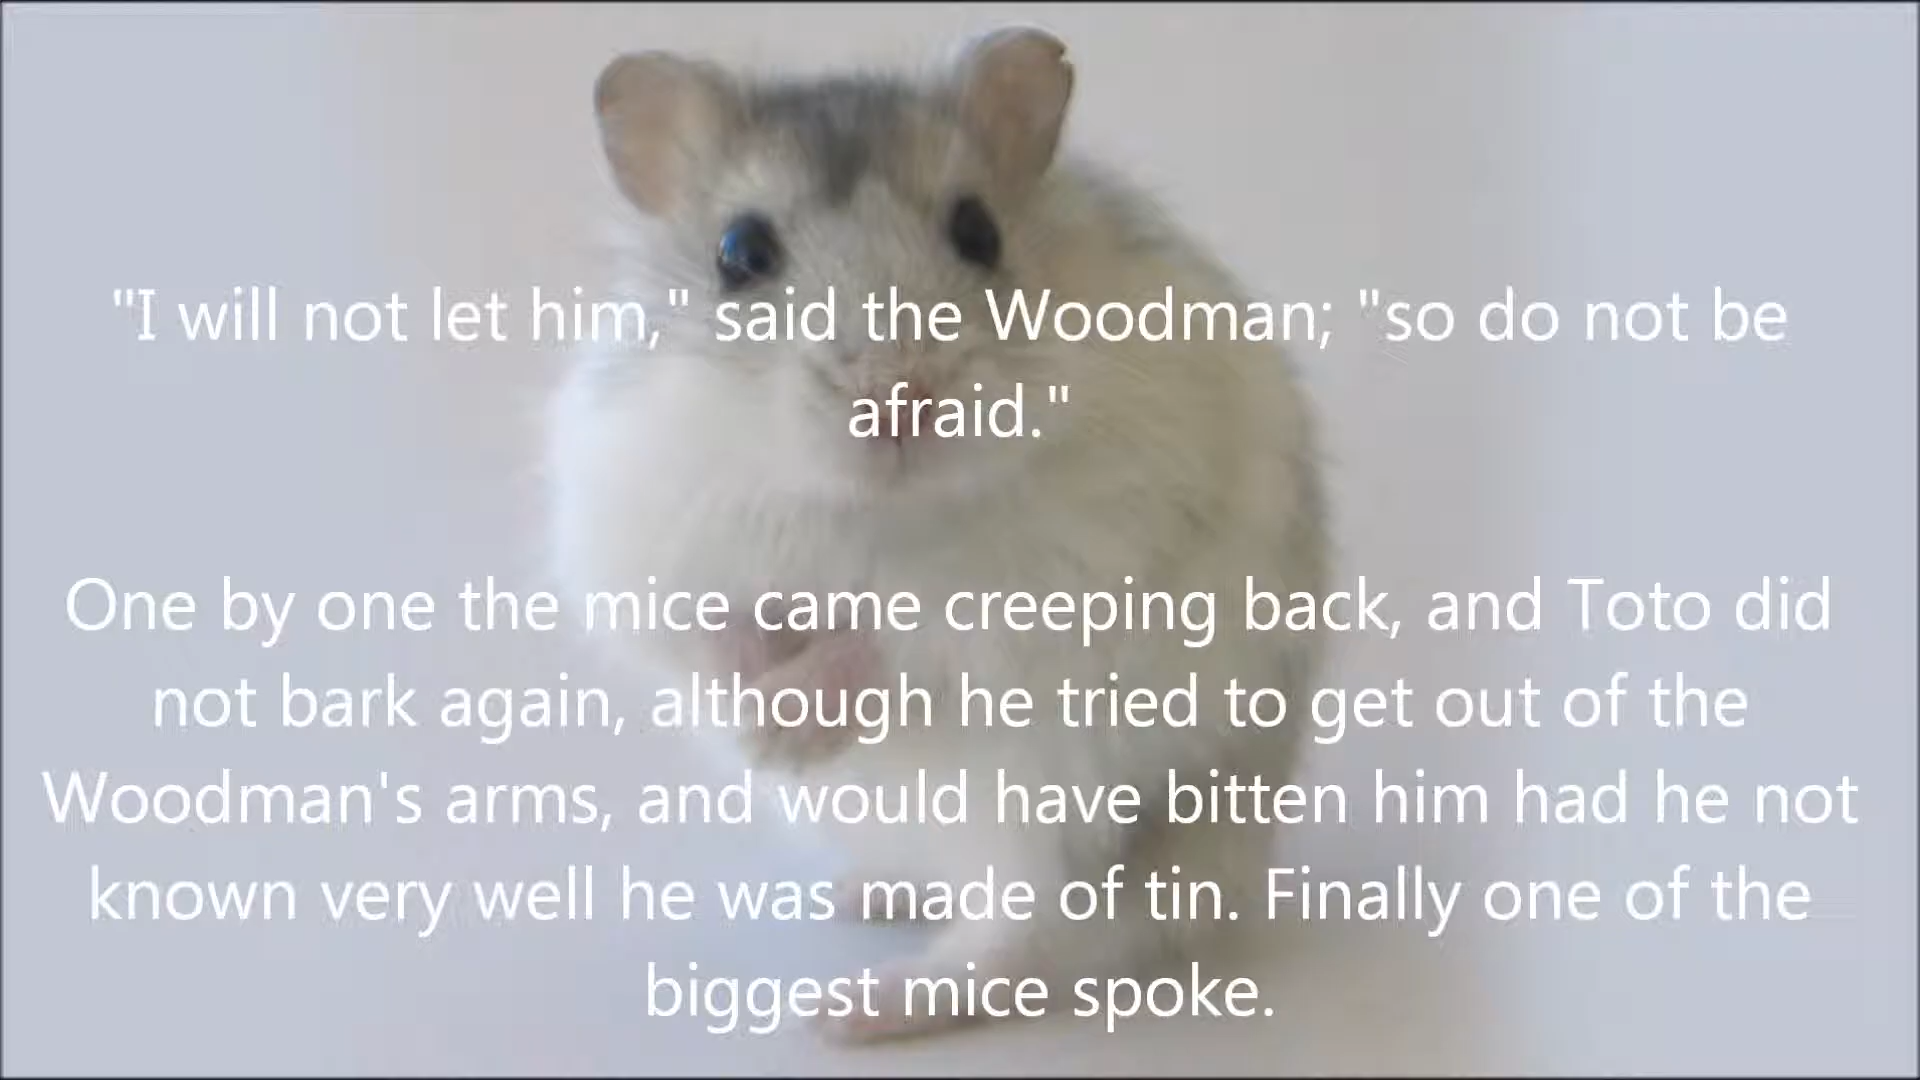 "I will not let him," said the Woodman; "so do not be
afraid."
One by one the mice came creeping back, and Toto did
not bark again, although he tried to get out of the
Woodman's arms, and would have bitten him had he not
known very well he was made of tin. Finally one of the
biggest mice spoke.